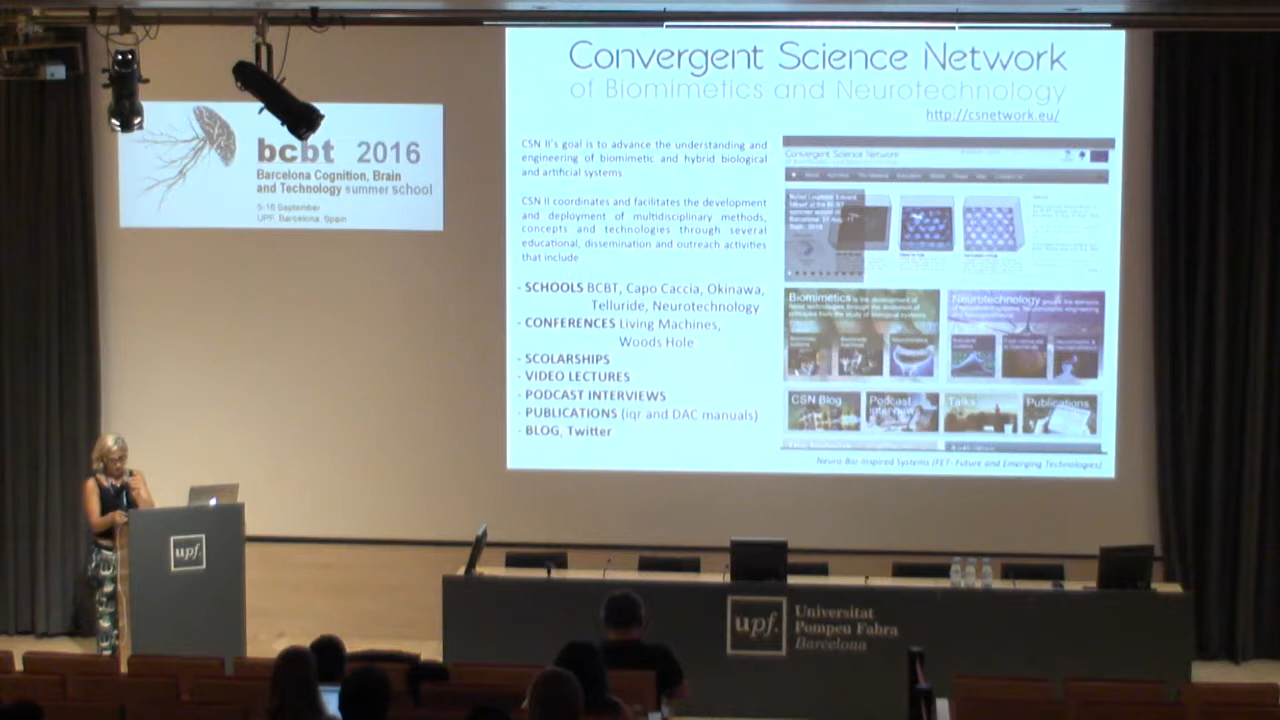 Convergent Science Network
of Biomimetics and Neurotechnology
http://csnetwork.eu/
bcbt 2016
Barcelona Cognition, Brain
and Technology summer school
5-16 September
UPF, Barcelona, Spain
CSN II's goal is to advance the understanding and
engineering of biomimetic and hybrid biological
and artificial systems.
CSN II coordinates and facilitates the development
and deployment of multidisciplinary methods,
concepts and technologies through several
educational, dissemination and outreach activities
that include
- SCHOOLS BCBT, Capo Caccia, Okinawa,
Telluride, Neurotechnology
- CONFERENCES Living Machines,
Woods Hole
- SCOLARSHIPS
- VIDEO LECTURES
- PODCAST INTERVIEWS
- PUBLICATIONS (iqr and DAC manuals)
- BLOG, Twitter
Convergent Science Network
Biomimetics is the development of
Neurotechnology
CSN Blog
Podcast
interviews
Talks
Publications
Neuro Bio-Inspired Systems (FET- Future and Emerging Technologies)
upf.
upf.
Universitat
Pompeu Fabra
Barcelona